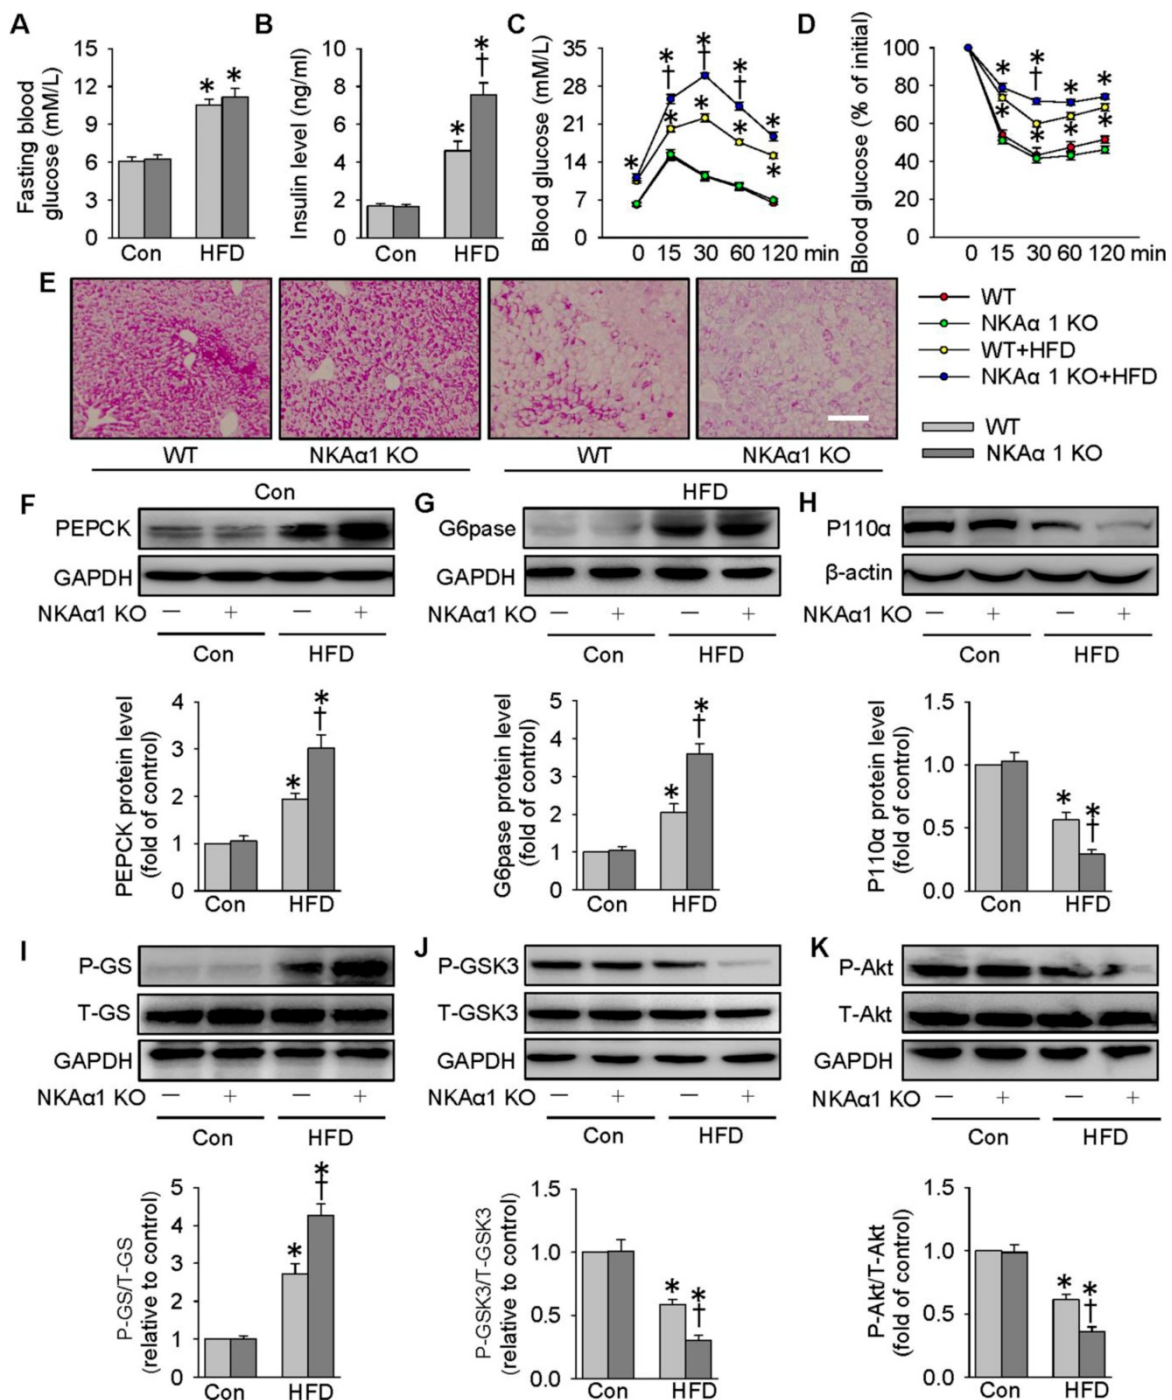 A
Fasting blood
glucose (mM/L)
15
12
9
6
3
0
* *
Con HFD
B
Insulin level (ng/ml)
10
8
6
4
2
0
*
*
†
Con HFD
C
Blood glucose (mM/L)
35
28
21
14
7
0
* * † * * † * * * † * * *
0 15 30 60 120 min
D
Blood glucose (% of initial)
100
80
60
40
20
0
* * * † * * * * *
0 15 30 60 120 min
E
WT NKAα1 KO WT NKAα1 KO
Con HFD
WT
NKAα 1 KO
WT+HFD
NKAα 1 KO+HFD
WT
NKAα 1 KO
F
PEPCK
GAPDH
NKAα1 KO — + — +
Con HFD
PEPCK protein level
(fold of control)
4
3
2
1
0
*
*
†
Con HFD
G
G6pase
GAPDH
NKAα1 KO — + — +
Con HFD
G6pase protein level
(fold of control)
5
4
3
2
1
0
*
*
†
Con HFD
H
P110α
β-actin
NKAα1 KO — + — +
Con HFD
P110α protein level
(fold of control)
1.5
1.0
0.5
0.0
*
*
†
Con HFD
I
P-GS
T-GS
GAPDH
NKAα1 KO — + — +
Con HFD
P-GS/T-GS
(relative to control)
5
4
3
2
1
0
*
*
†
Con HFD
J
P-GSK3
T-GSK3
GAPDH
NKAα1 KO — + — +
Con HFD
P-GSK3/T-GSK3
(relative to control)
1.5
1.0
0.5
0.0
*
*
†
Con HFD
K
P-Akt
T-Akt
GAPDH
NKAα1 KO — + — +
Con HFD
P-Akt/T-Akt
(fold of control)
1.5
1.0
0.5
0.0
*
*
†
Con HFD